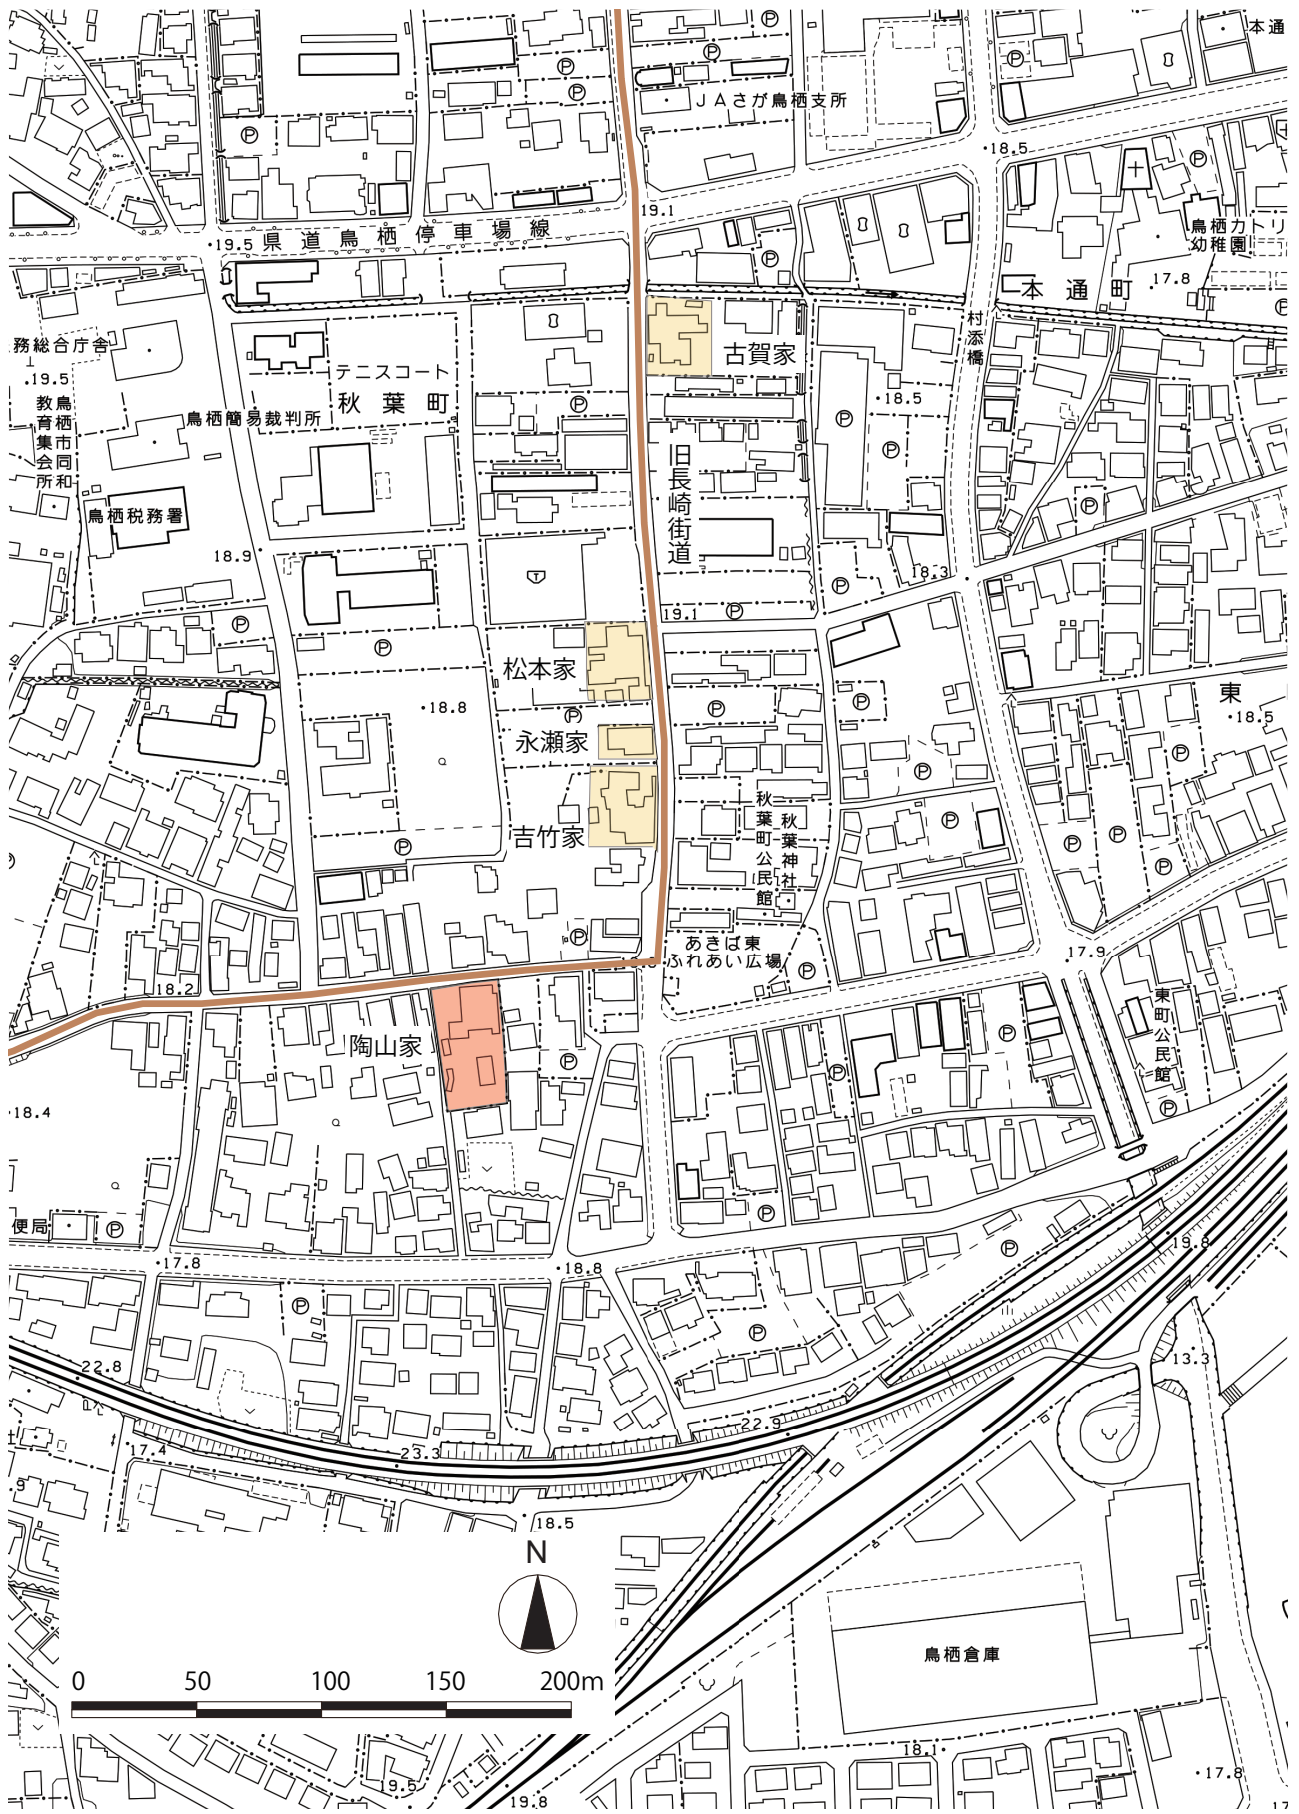 本通
JAさが鳥栖支所
18.5
19.1
19.5
県道鳥栖停車場線
鳥栖カトリ
幼稚園
17.8
本通町
村添橋
務総合庁舎
古賀家
テニスコート
19.5
秋葉町
18.5
鳥栖簡易裁判所
鳥栖市同和
教育集会所
旧長崎街道
鳥栖税務署
18.9
18.3
19.1
松本家
東
18.8
18.5
永瀬家
吉竹家
秋葉町公民館
秋葉神社
あきば東
ふれあい広場
17.9
18.2
東町公民館
陶山家
18.4
便局
17.8
18.8
19.8
13.3
22.8
22.9
23.3
17.4
18.5
N
鳥栖倉庫
0 50 100 150 200m
18.1
17.8
19.5
19.8